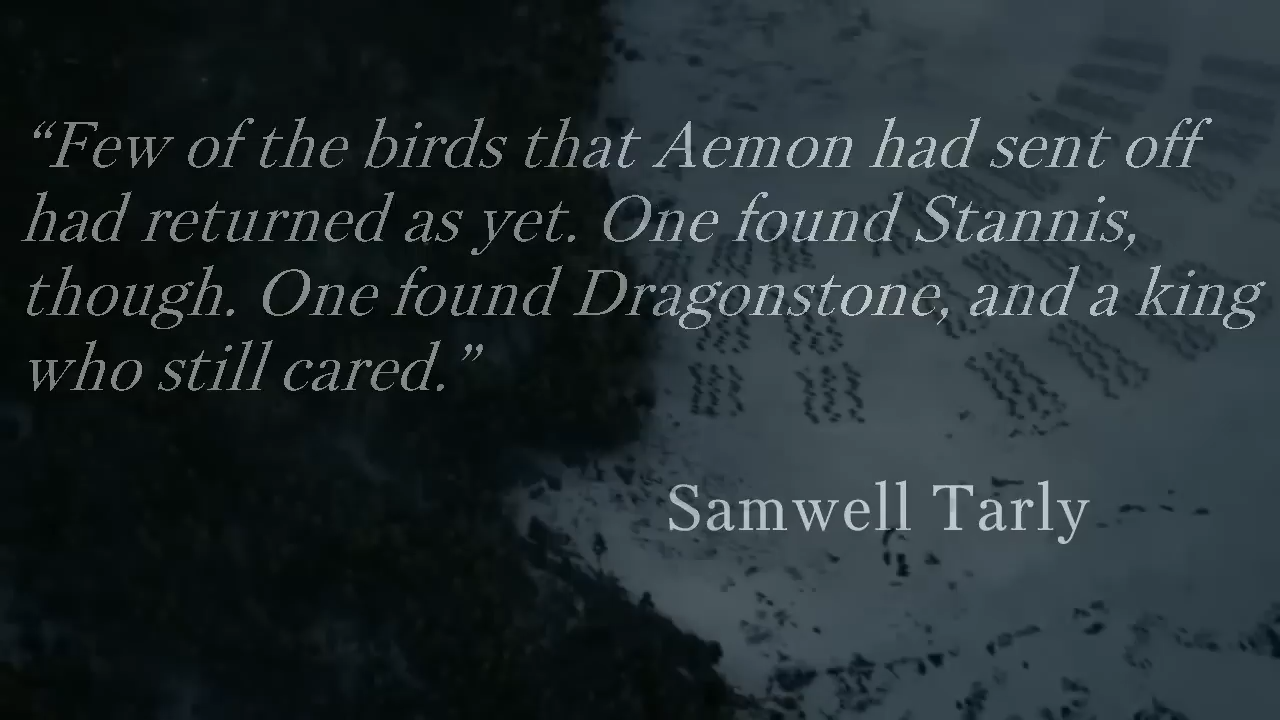 “Few of the birds that Aemon had sent off
had returned as yet. One found Stannis,
though. One found Dragonstone, and a king
who still cared.”
Samwell Tarly